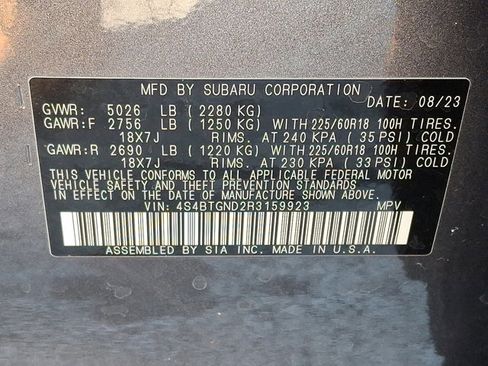 MFD BY SUBARU CORPORATION
DATE: 08/23
GVWR: 5026 LB (2280 KG)
GAWR:F 2756 LB (1250 KG) WITH 225/60R18 100H TIRES.
18X7J RIMS. AT 240 KPA (35 PSI) COLD
GAWR:R 2690 LB (1220 KG) WITH 225/60R18 100H TIRES.
18X7J RIMS. AT 230 KPA (33 PSI) COLD
THIS VEHICLE CONFORMS TO ALL APPLICABLE FEDERAL MOTOR
VEHICLE SAFETY AND THEFT PREVENTION STANDARDS IN EFFECT
ON THE DATE OF MANUFACTURE SHOWN ABOVE.
VIN: 4S4BTGND2R3159923 MPV
ASSEMBLED BY SIA INC. MADE IN U.S.A.